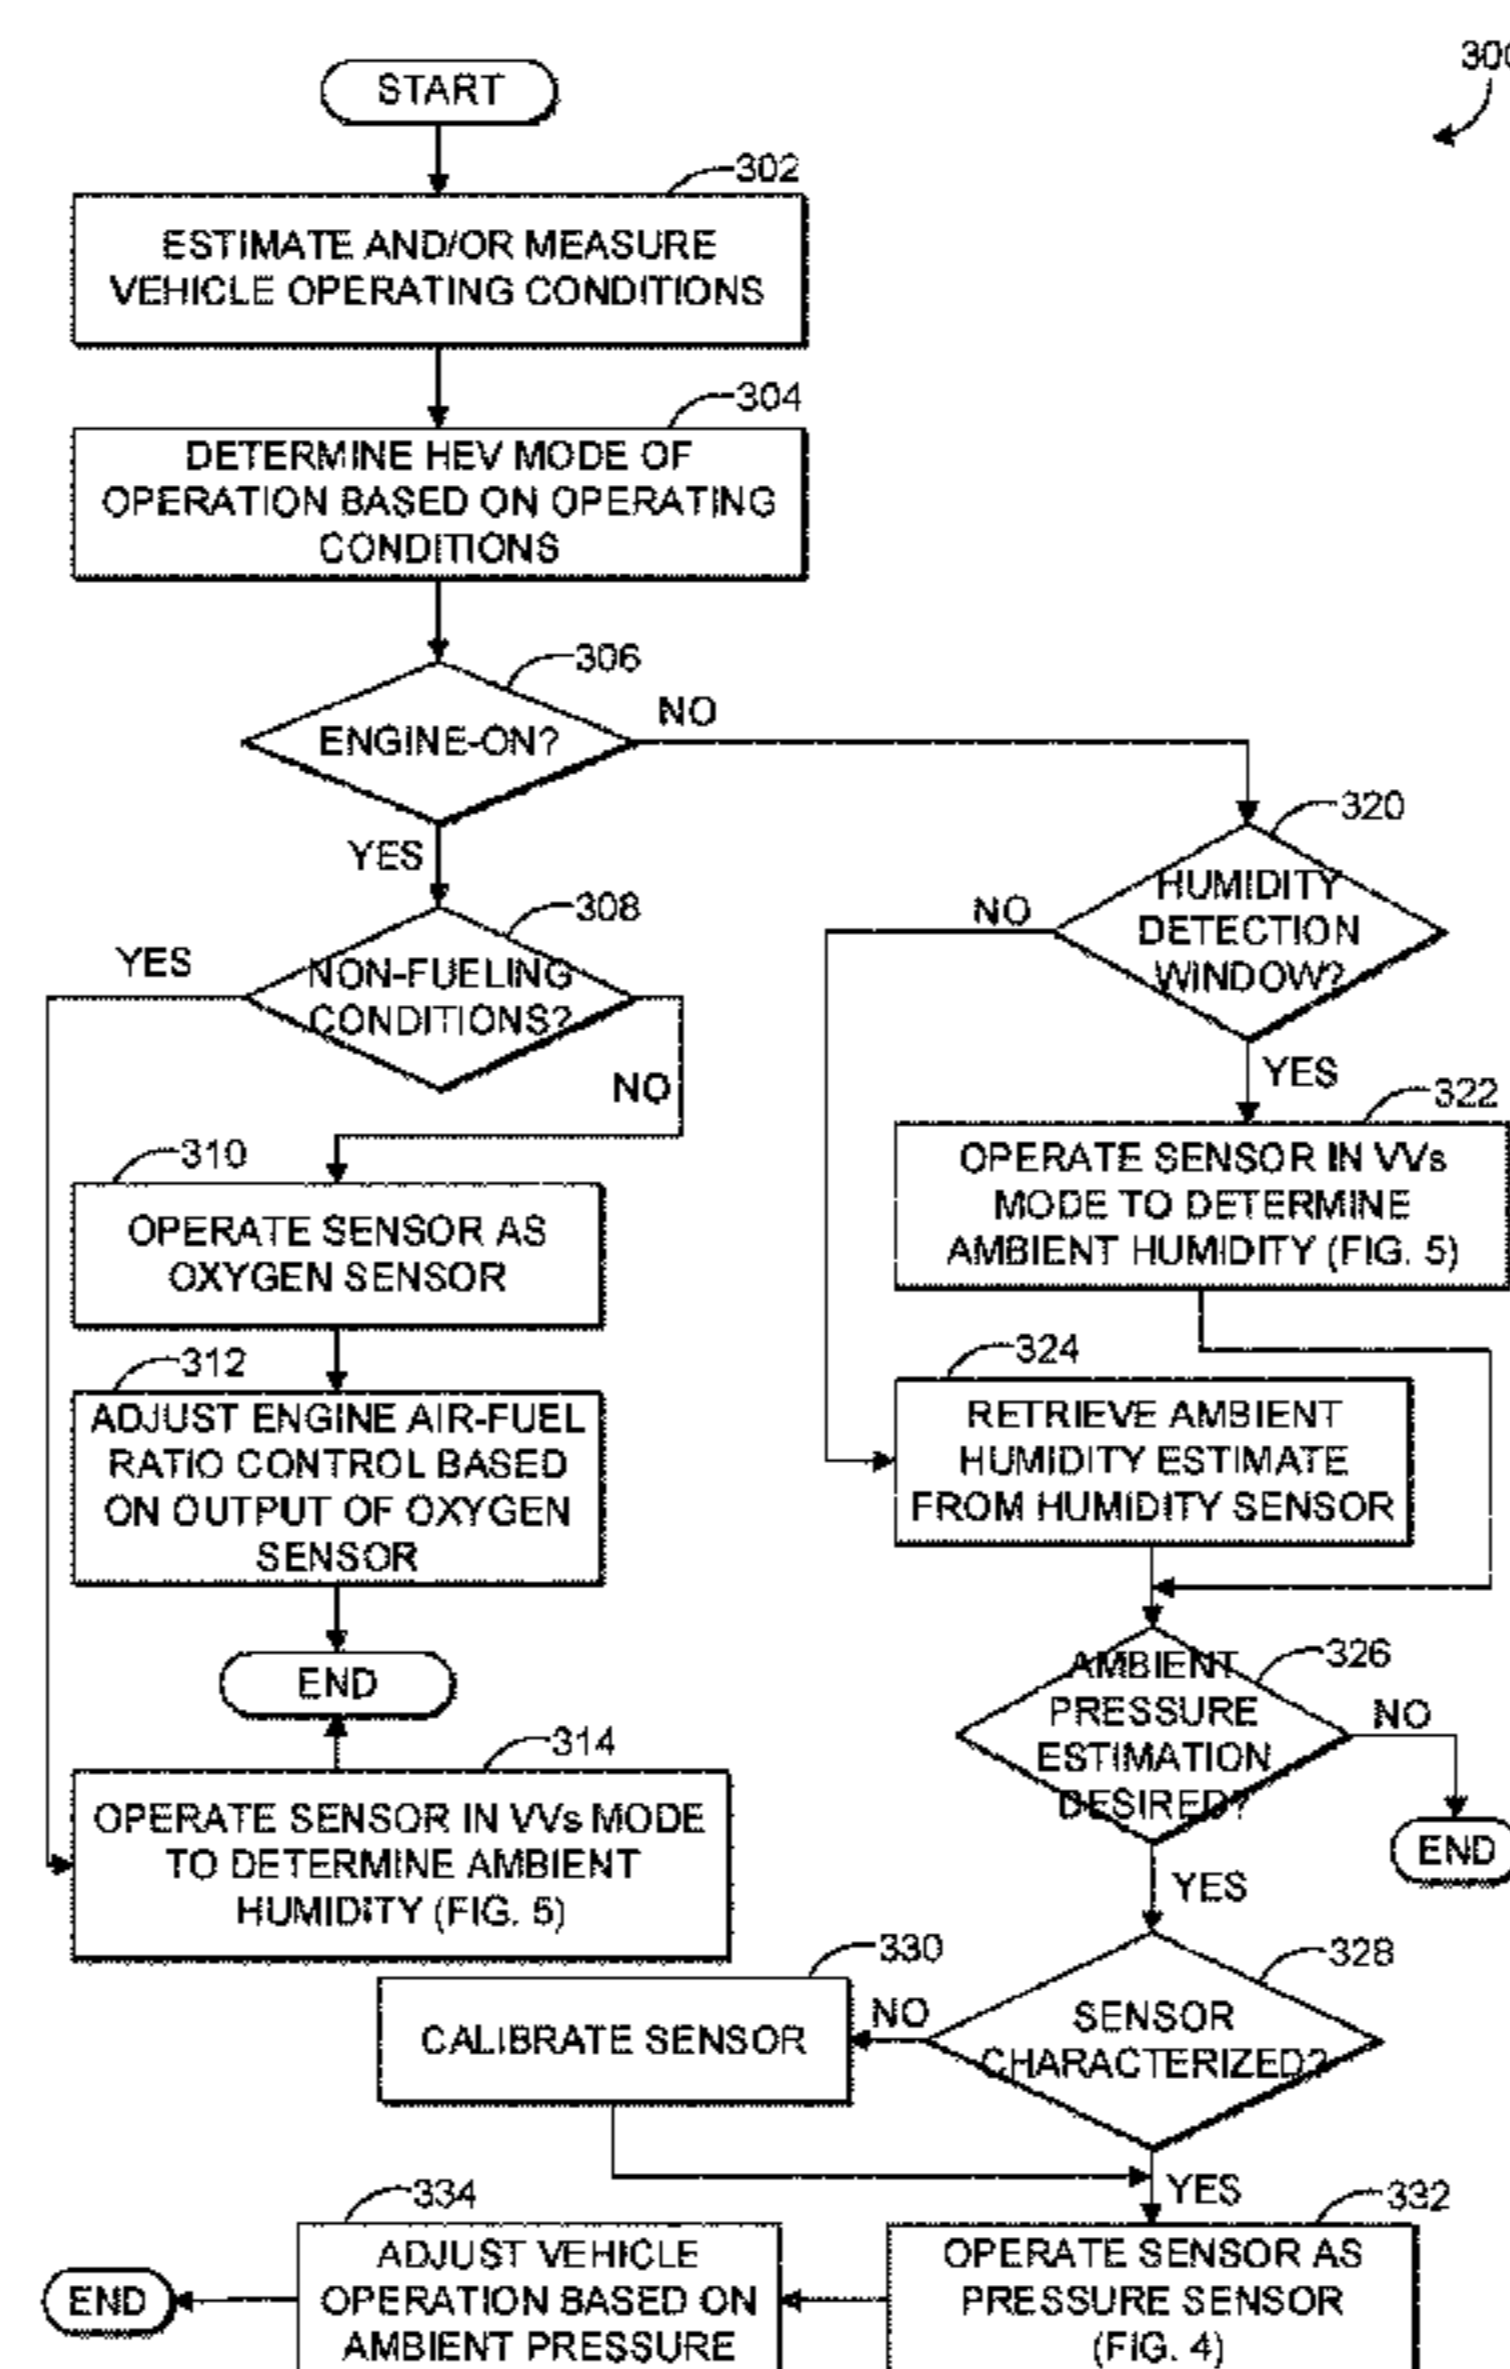 300
START
302
ESTIMATE AND/OR MEASURE
VEHICLE OPERATING CONDITIONS
304
DETERMINE HEV MODE OF
OPERATION BASED ON OPERATING
CONDITIONS
306
ENGINE-ON?
NO
YES
320
HUMIDITY
DETECTION
WINDOW?
NO
YES
308
NON-FUELING
CONDITIONS?
YES
NO
310
OPERATE SENSOR AS
OXYGEN SENSOR
312
ADJUST ENGINE AIR-FUEL
RATIO CONTROL BASED
ON OUTPUT OF OXYGEN
SENSOR
END
314
OPERATE SENSOR IN VVs MODE
TO DETERMINE AMBIENT
HUMIDITY (FIG. 5)
322
OPERATE SENSOR IN VVs
MODE TO DETERMINE
AMBIENT HUMIDITY (FIG. 5)
324
RETRIEVE AMBIENT
HUMIDITY ESTIMATE
FROM HUMIDITY SENSOR
326
AMBIENT
PRESSURE
ESTIMATION
DESIRED?
NO
END
YES
328
SENSOR
CHARACTERIZED?
NO
330
CALIBRATE SENSOR
YES
332
OPERATE SENSOR AS
PRESSURE SENSOR
(FIG. 4)
334
ADJUST VEHICLE
OPERATION BASED ON
AMBIENT PRESSURE
END